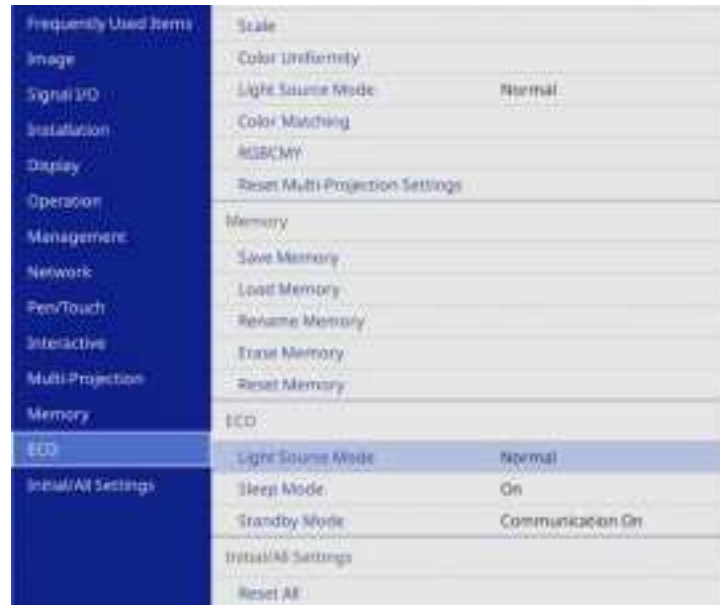 Frequently Used Items
Image
Signal I/O
Installation
Display
Operation
Management
Network
Pen/Touch
Interactive
Multi-Projection
Memory
ECO
Initial/All Settings
Scale
Color Uniformity
Light Source Mode Normal
Color Matching
RGBCMY
Reset Multi-Projection Settings
Memory
Save Memory
Load Memory
Rename Memory
Erase Memory
Reset Memory
ECO
Light Source Mode Normal
Sleep Mode On
Standby Mode Communication On
Initial/All Settings
Reset All